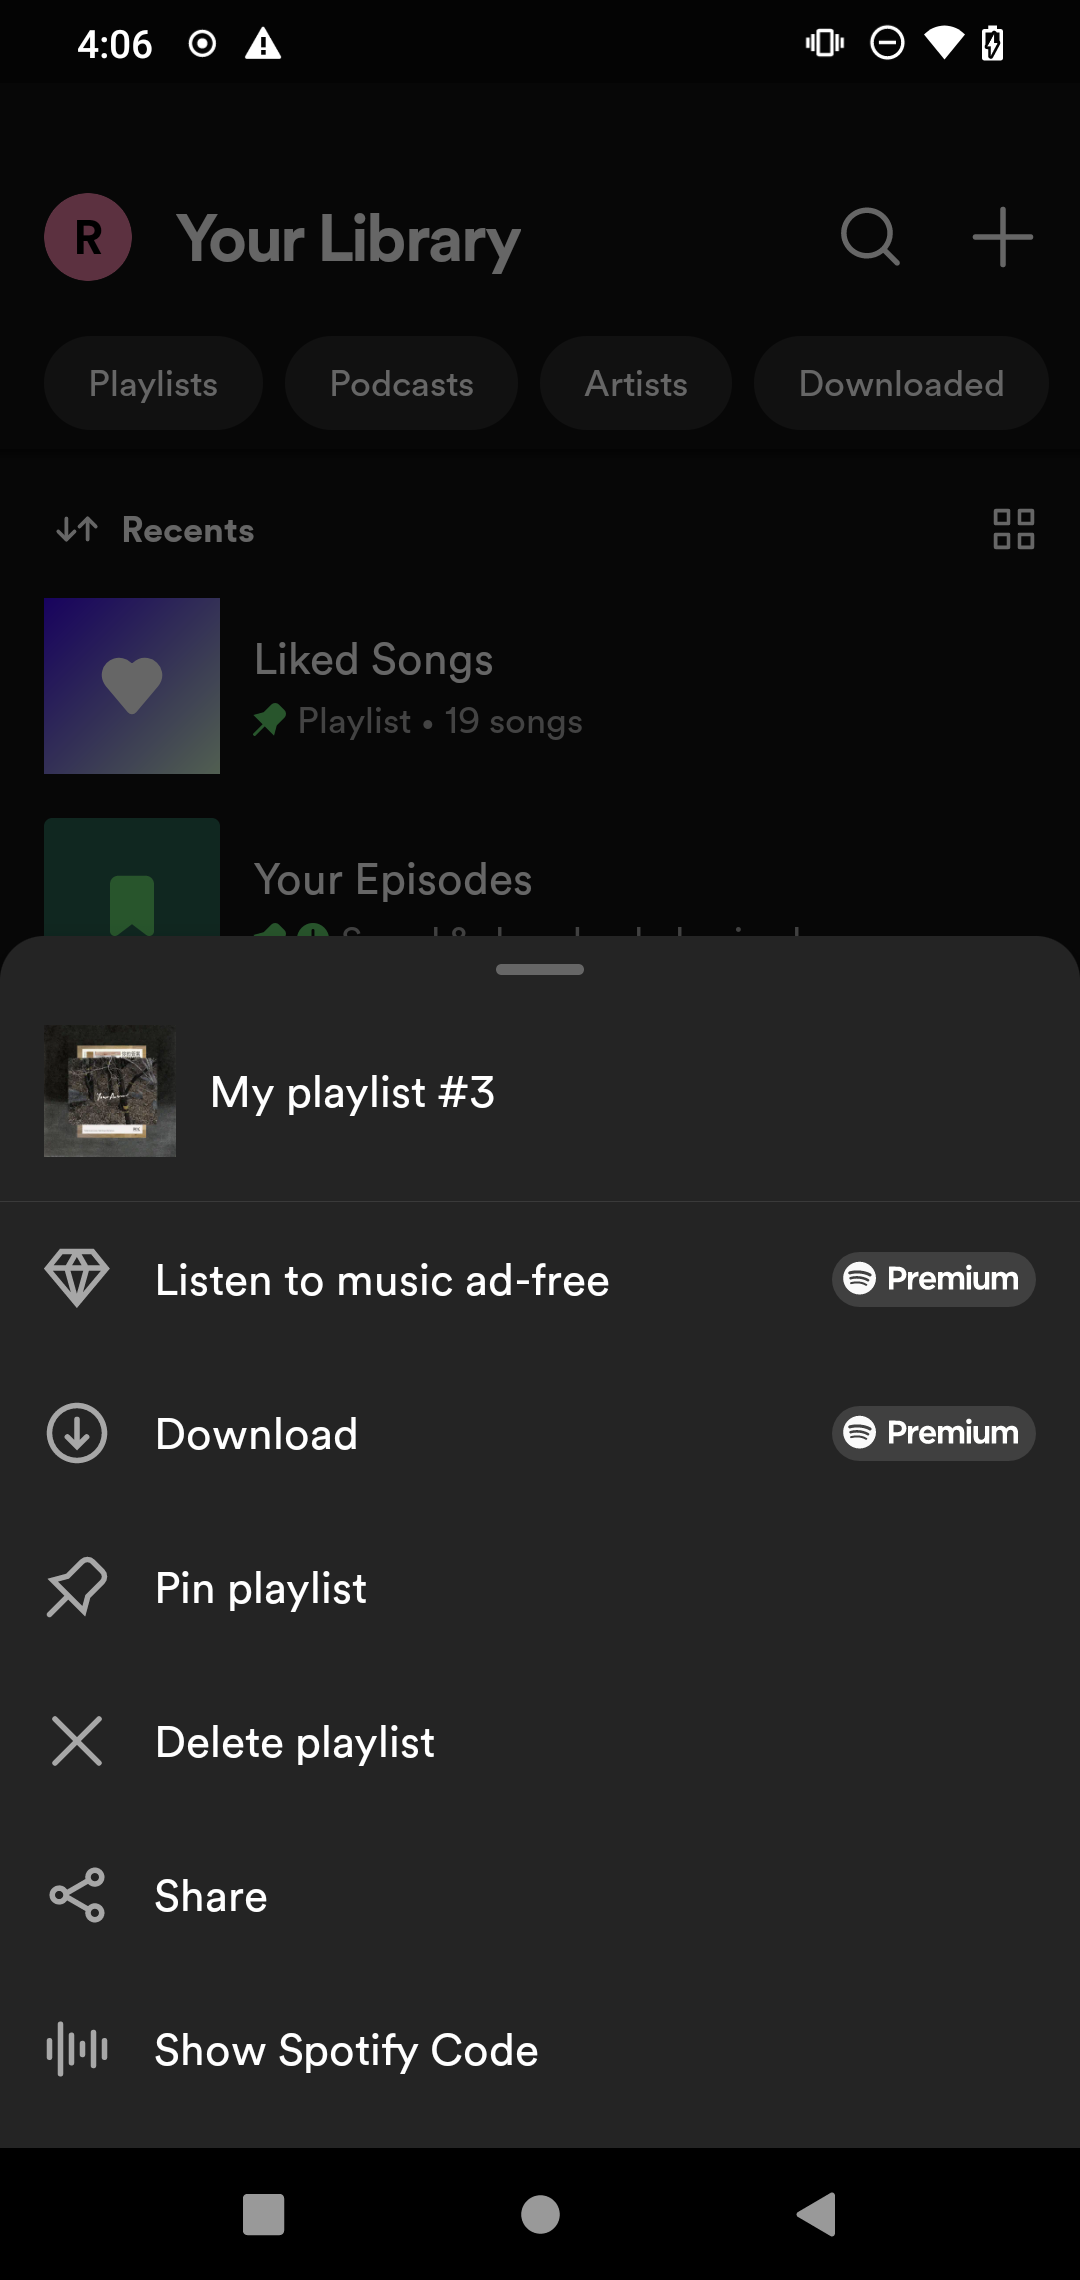 4:06
R
Your Library
Playlists
Podcasts
Artists
Downloaded
Recents
Liked Songs
Playlist • 19 songs
Your Episodes
My playlist #3
Listen to music ad-free
Premium
Download
Premium
Pin playlist
Delete playlist
Share
Show Spotify Code